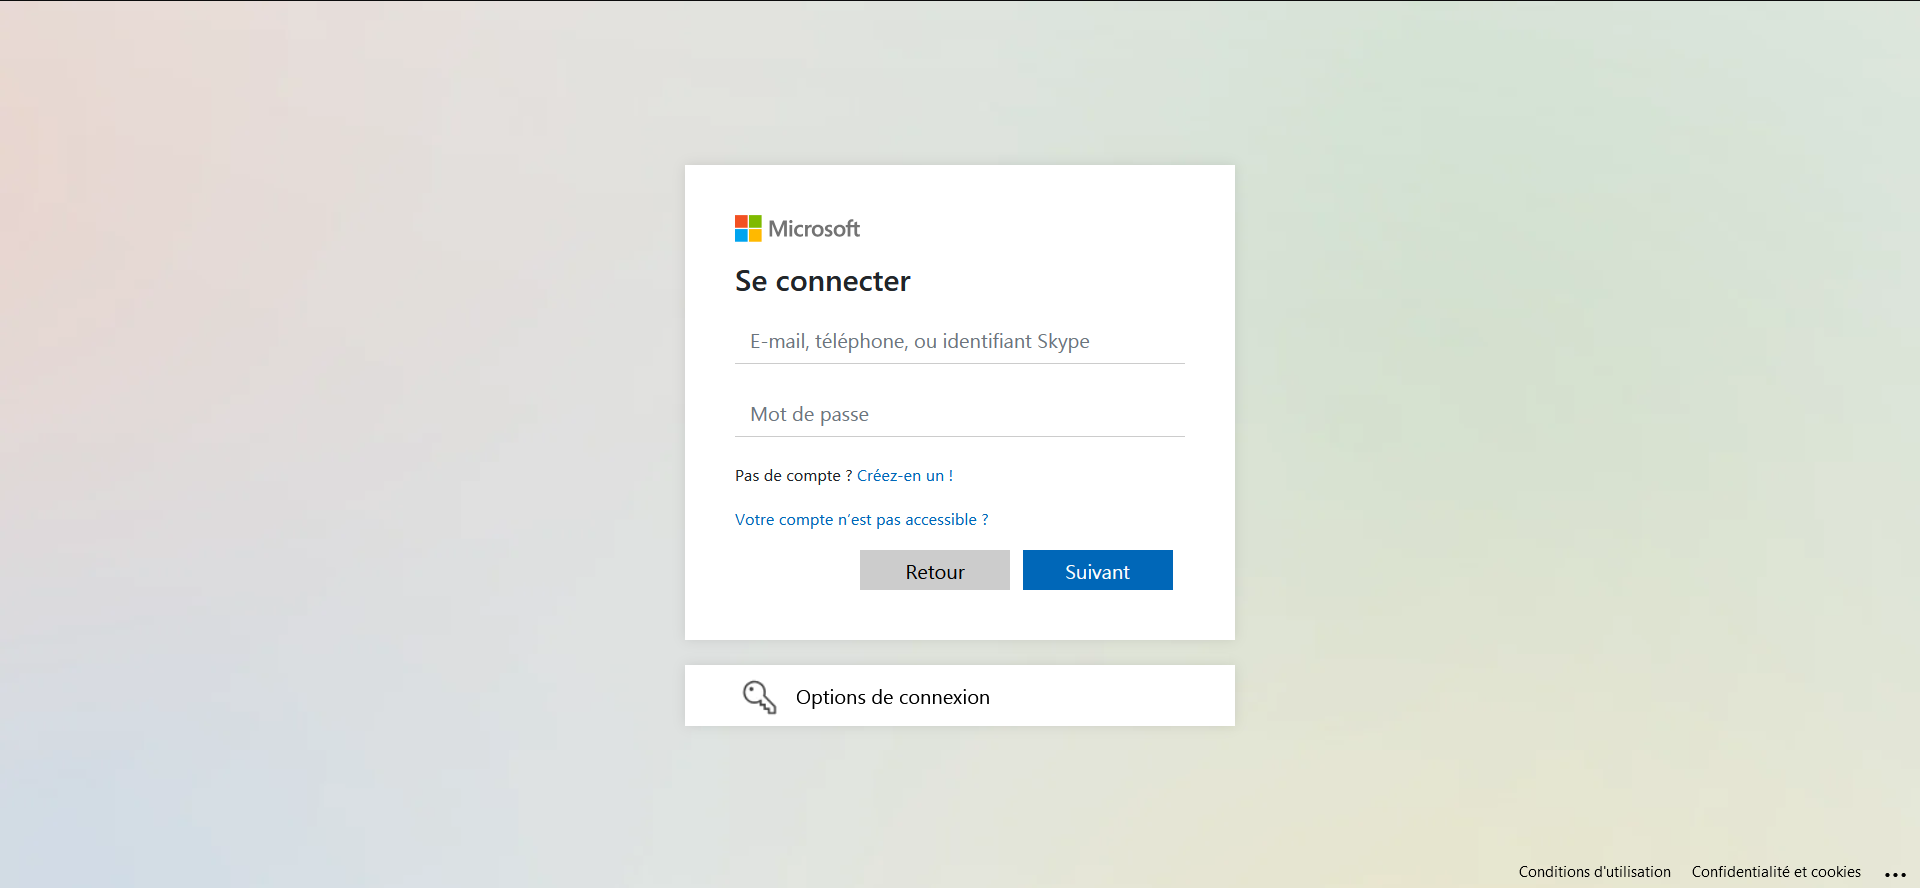 Microsoft
Se connecter
E-mail, téléphone, ou identifiant Skype
Mot de passe
Pas de compte ? Créez-en un !
Votre compte n’est pas accessible ?
Retour Suivant
Options de connexion
Conditions d'utilisation Confidentialité et cookies ...